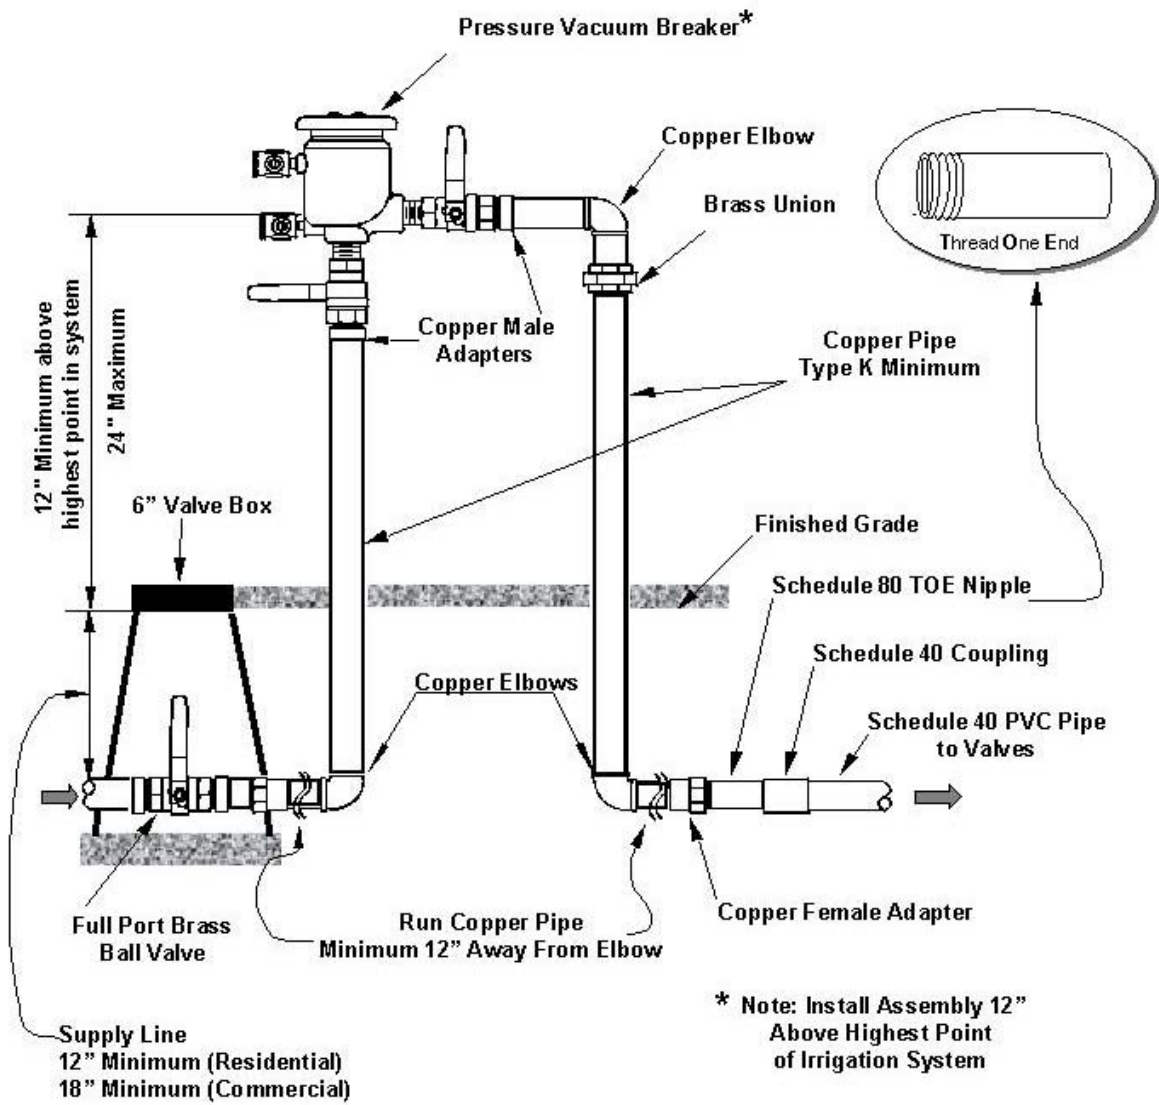 Pressure Vacuum Breaker*
Copper Elbow
Brass Union
Thread One End
Copper Male
Adapters
Copper Pipe
Type K Minimum
12" Minimum above
highest point in system
24" Maximum
6” Valve Box
Finished Grade
Schedule 80 TOE Nipple
Schedule 40 Coupling
Copper Elbows
Schedule 40 PVC Pipe
to Valves
Full Port Brass
Ball Valve
Run Copper Pipe
Minimum 12” Away From Elbow
Copper Female Adapter
Supply Line
12” Minimum (Residential)
18” Minimum (Commercial)
* Note: Install Assembly 12”
Above Highest Point
of Irrigation System